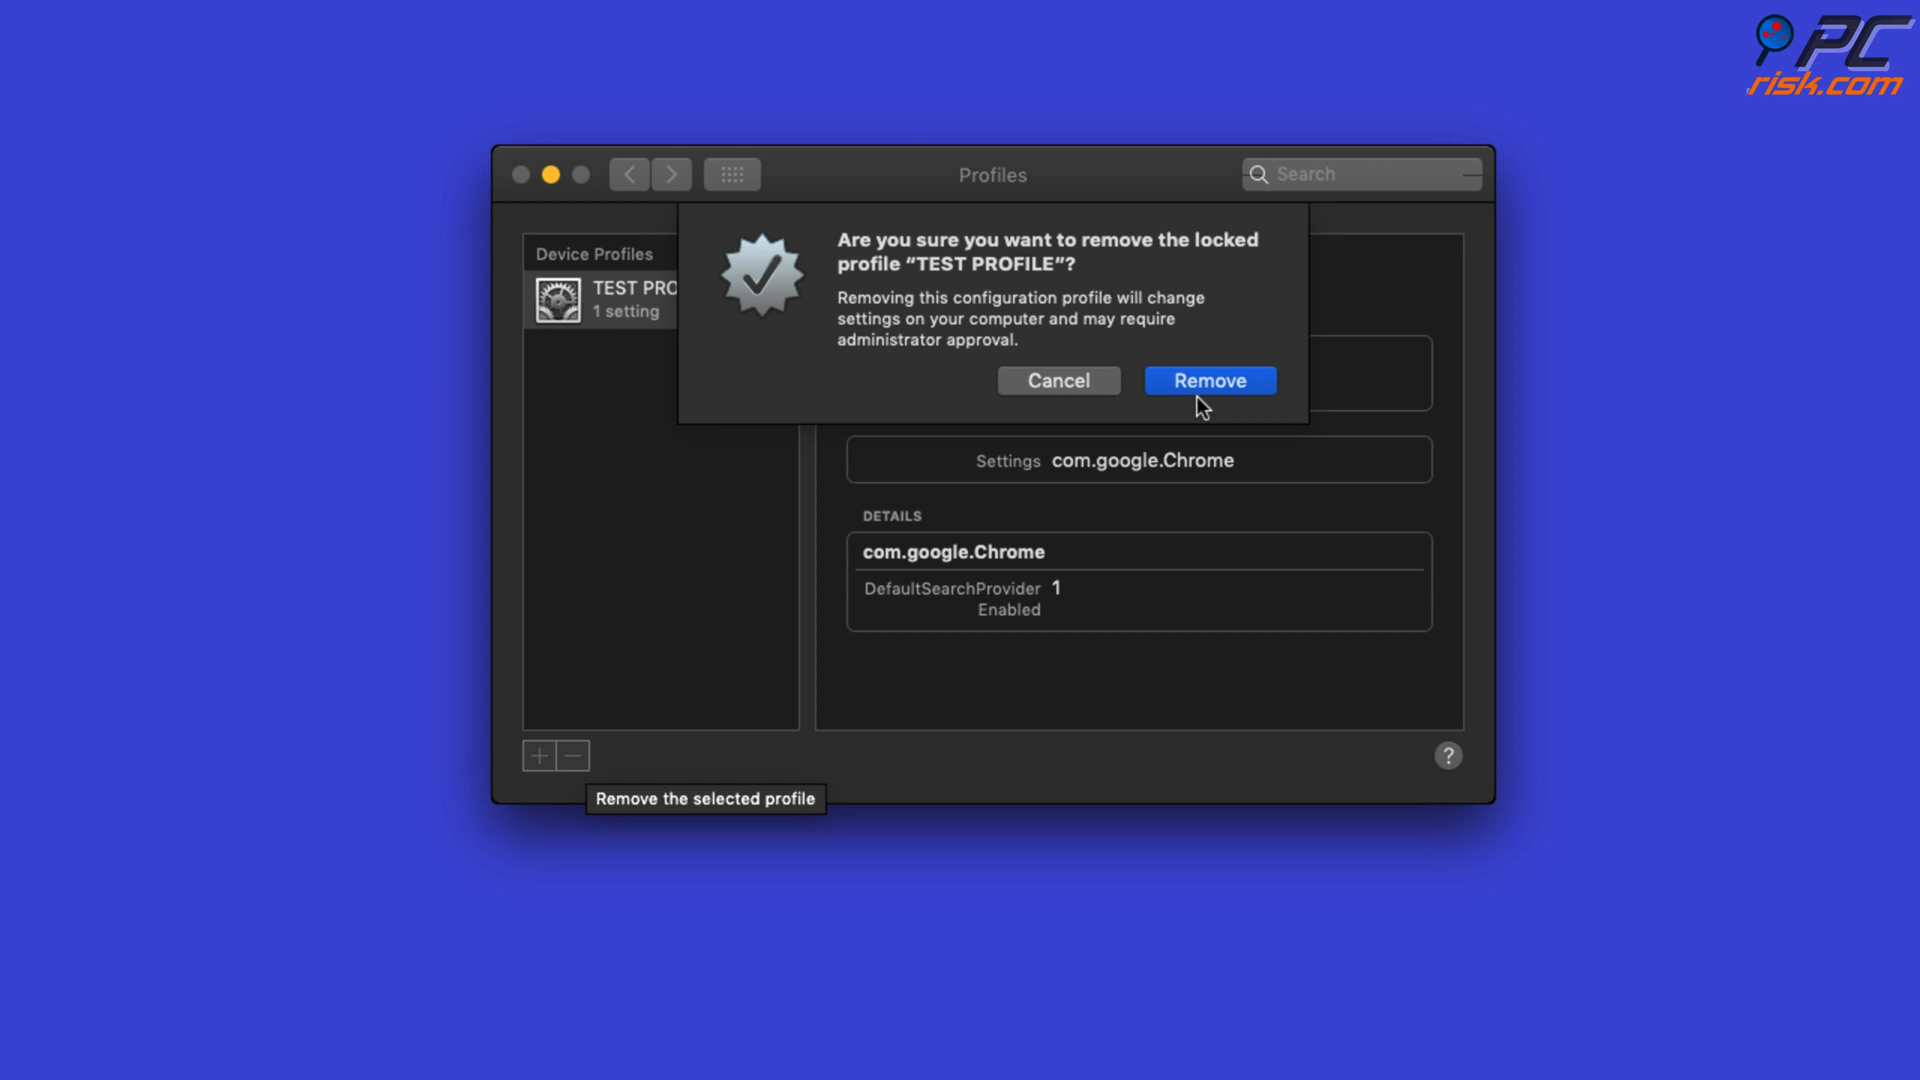 PC
risk.com
Profiles
Search
Device Profiles
TEST PRO
1 setting
Are you sure you want to remove the locked
profile “TEST PROFILE”?
Removing this configuration profile will change
settings on your computer and may require
administrator approval.
Cancel
Remove
Settings com.google.Chrome
DETAILS
com.google.Chrome
DefaultSearchProvider 1
Enabled
?
Remove the selected profile